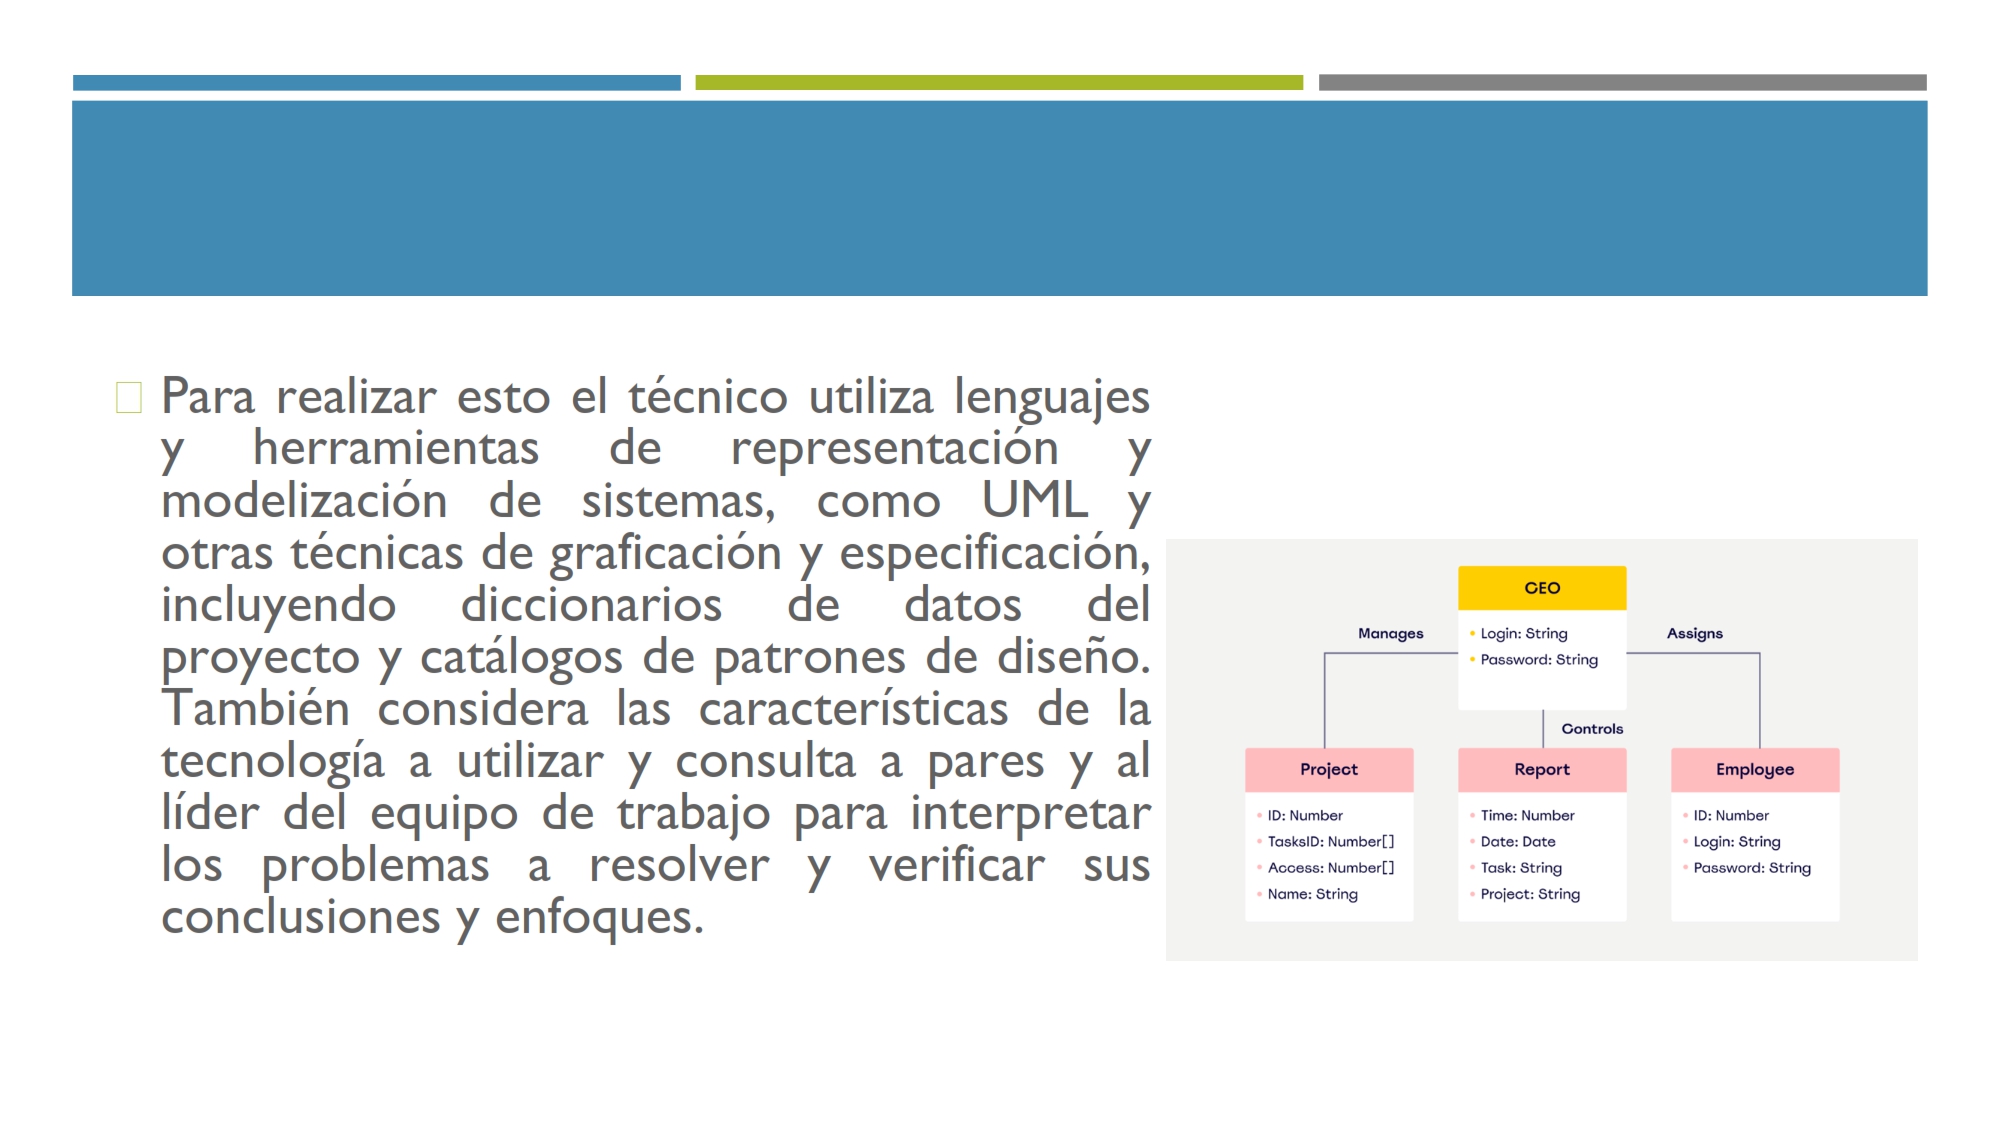 Para realizar esto el técnico utiliza lenguajes
y herramientas de representación y
modelización de sistemas, como UML y
otras técnicas de graficación y especificación,
incluyendo diccionarios de datos del
proyecto y catálogos de patrones de diseño.
También considera las características de la
tecnología a utilizar y consulta a pares y al
líder del equipo de trabajo para interpretar
los problemas a resolver y verificar sus
conclusiones y enfoques.
CEO
Login: String
Password: String
Manages
Assigns
Controls
Project
ID: Number
TasksID: Number[]
Access: Number[]
Name: String
Report
Time: Number
Date: Date
Task: String
Project: String
Employee
ID: Number
Login: String
Password: String